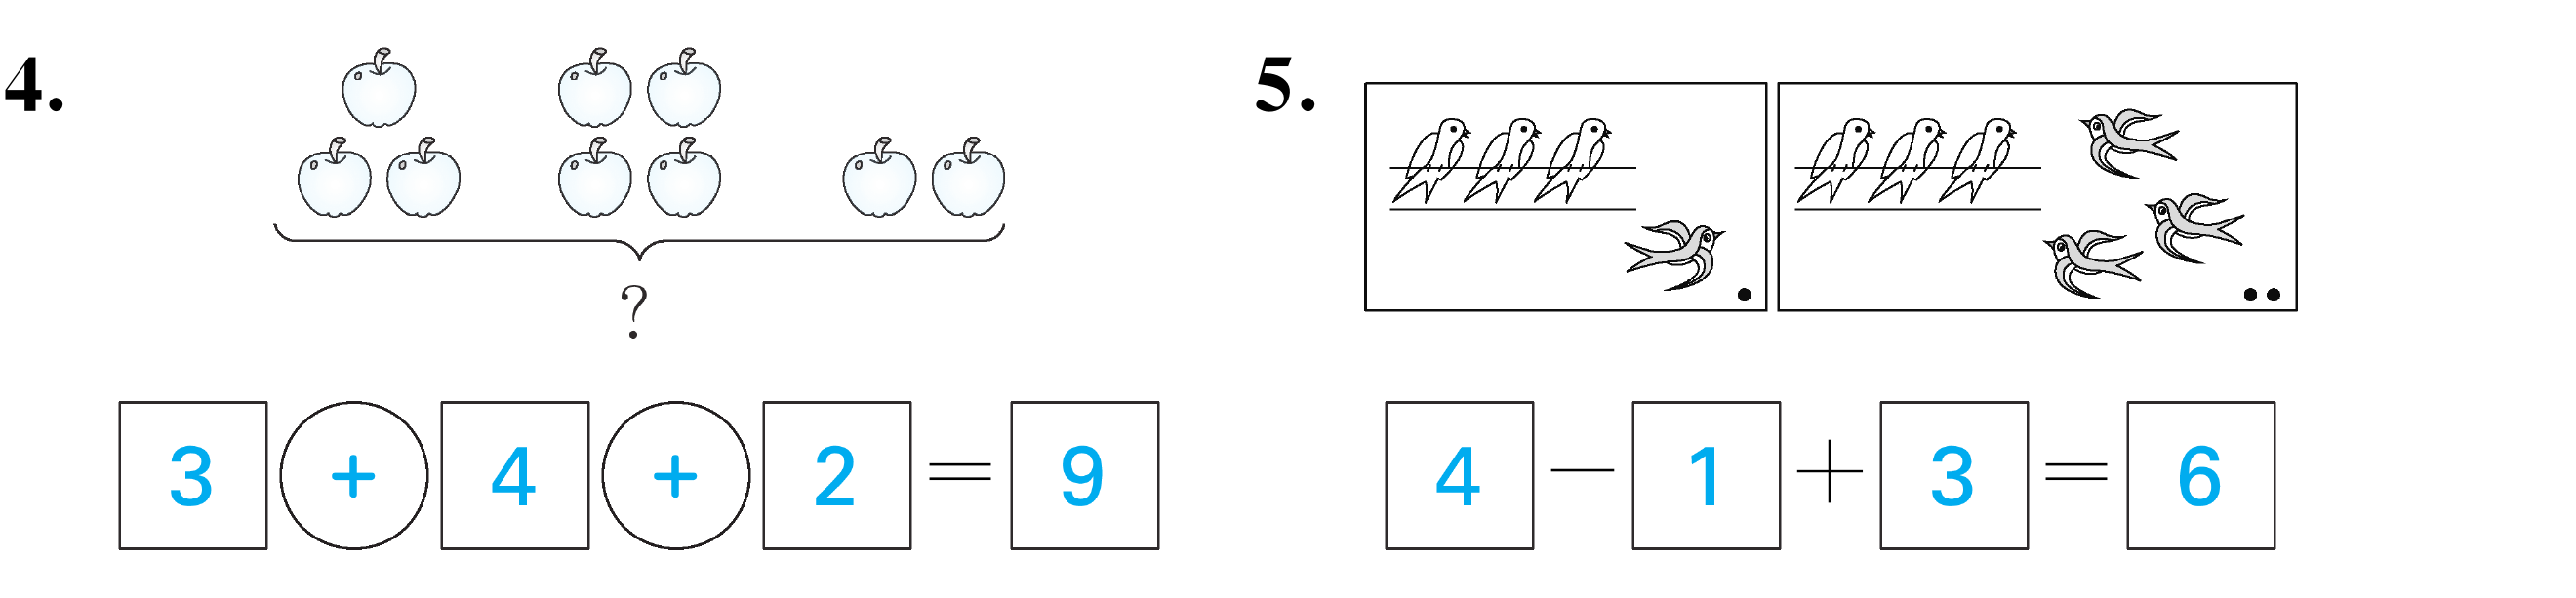 4.
5.
?
3 + 4 + 2 = 9
4 − 1 + 3 = 6